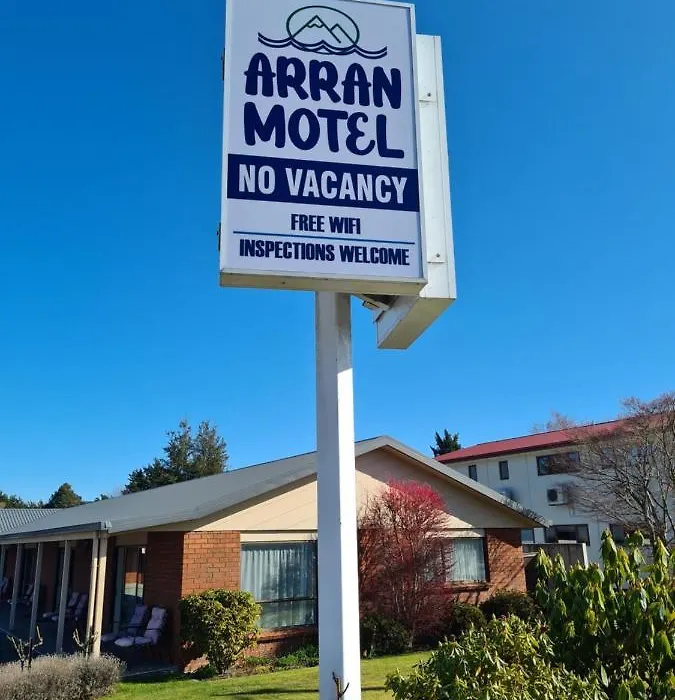 ARRAN
MOTEL
NO VACANCY
FREE WIFI
INSPECTIONS WELCOME